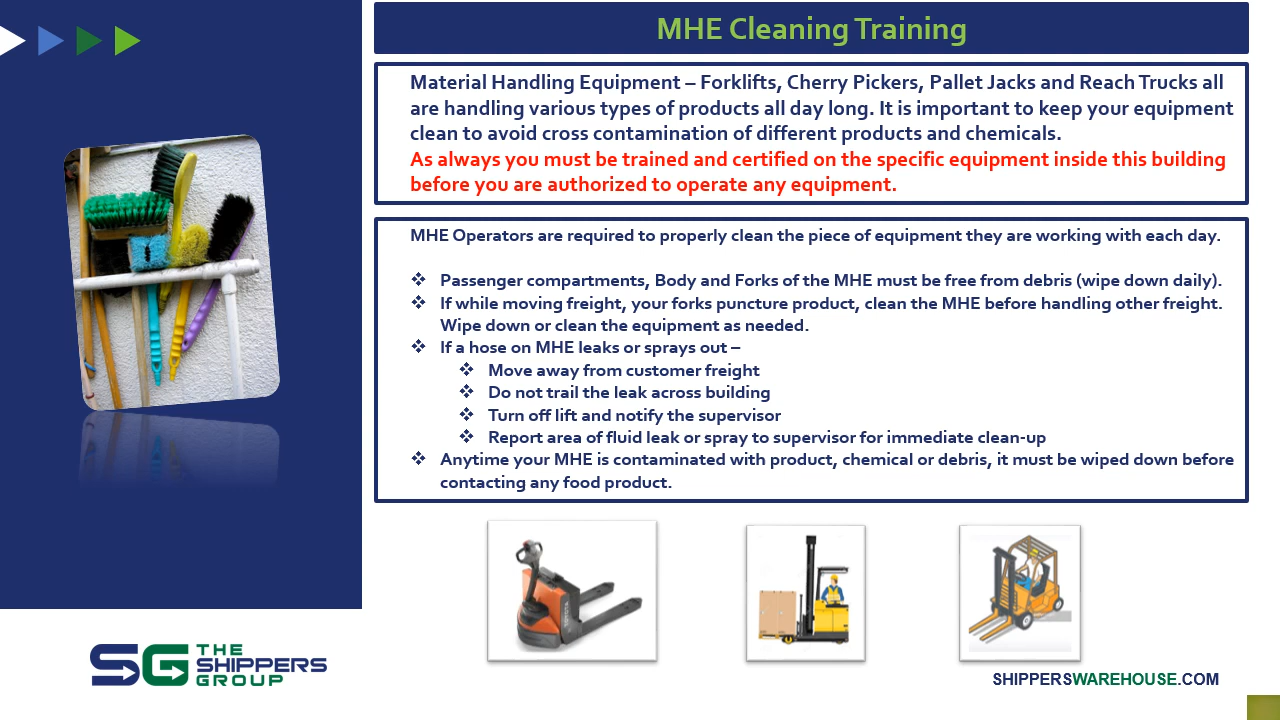 MHE Cleaning Training
Material Handling Equipment – Forklifts, Cherry Pickers, Pallet Jacks and Reach Trucks all
are handling various types of products all day long. It is important to keep your equipment
clean to avoid cross contamination of different products and chemicals.
As always you must be trained and certified on the specific equipment inside this building
before you are authorized to operate any equipment.
MHE Operators are required to properly clean the piece of equipment they are working with each day.
❖ Passenger compartments, Body and Forks of the MHE must be free from debris (wipe down daily).
❖ If while moving freight, your forks puncture product, clean the MHE before handling other freight.
Wipe down or clean the equipment as needed.
❖ If a hose on MHE leaks or sprays out –
❖ Move away from customer freight
❖ Do not trail the leak across building
❖ Turn off lift and notify the supervisor
❖ Report area of fluid leak or spray to supervisor for immediate clean-up
❖ Anytime your MHE is contaminated with product, chemical or debris, it must be wiped down before
contacting any food product.
SG THE
SHIPPERS
GROUP
SHIPPERSWAREHOUSE.COM